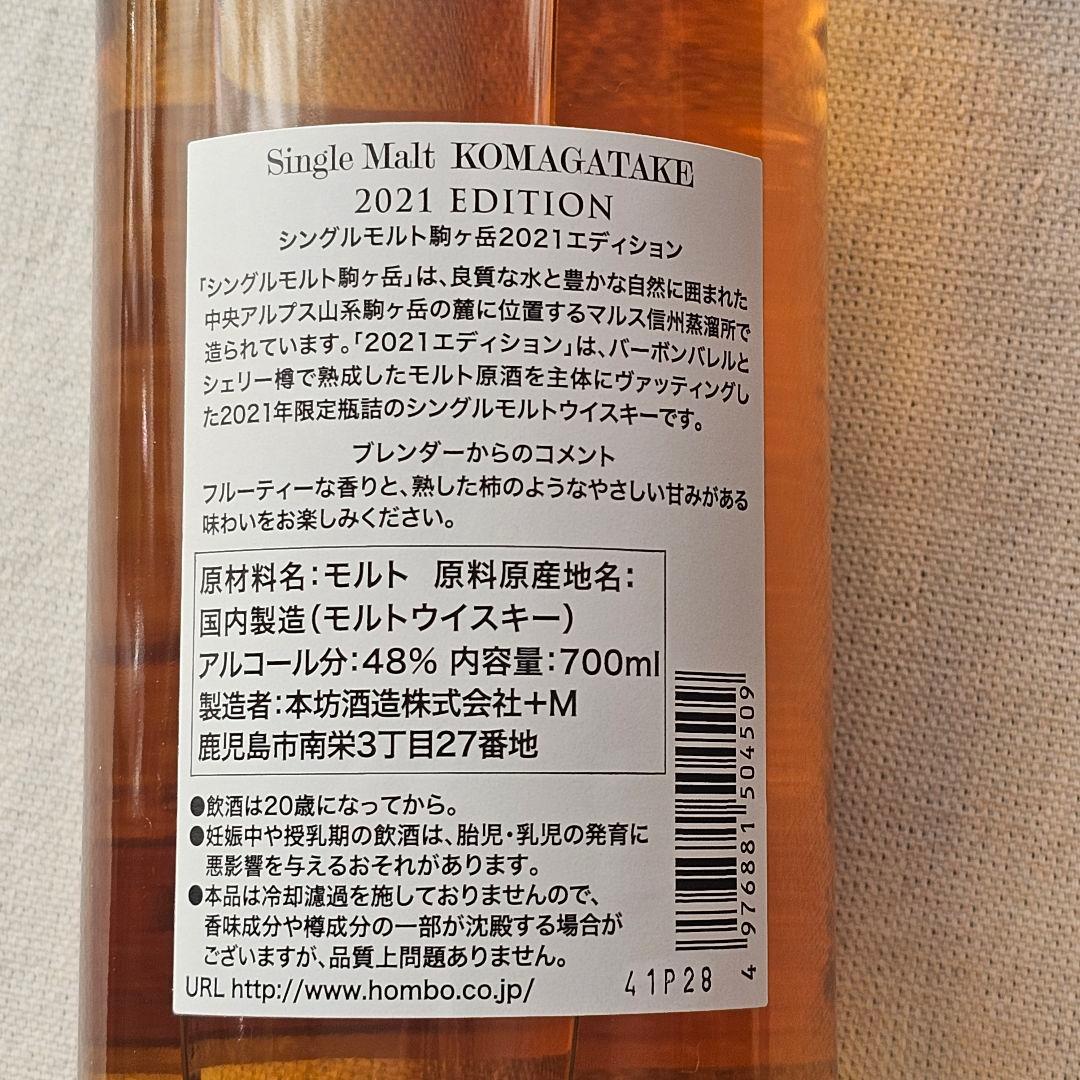 Single Malt KOMAGATAKE
2021 EDITION
シングルモルト駒ヶ岳2021エディション
「シングルモルト駒ヶ岳」は、良質な水と豊かな自然に囲まれた
中央アルプス山系駒ヶ岳の麓に位置するマルス信州蒸溜所で
造られています。「2021エディション」は、バーボンバレルと
シェリー樽で熟成したモルト原酒を主体にヴァッティングし
た2021年限定瓶詰のシングルモルトウイスキーです。
ブレンダーからのコメント
フルーティーな香りと、熟した柿のようなやさしい甘みがある
味わいをお楽しみください。
原材料名：モルト 原料原産地名：
国内製造（モルトウイスキー）
アルコール分：48% 内容量：700ml
製造者：本坊酒造株式会社+M
鹿児島市南栄3丁目27番地
●飲酒は20歳になってから。
●妊娠中や授乳期の飲酒は、胎児・乳児の発育に
悪影響を与えるおそれがあります。
●本品は冷却濾過を施しておりませんので、
香味成分や樽成分の一部が沈殿する場合が
ございますが、品質上問題ありません。
URL http://www.hombo.co.jp/
41P28
4 976881 504509